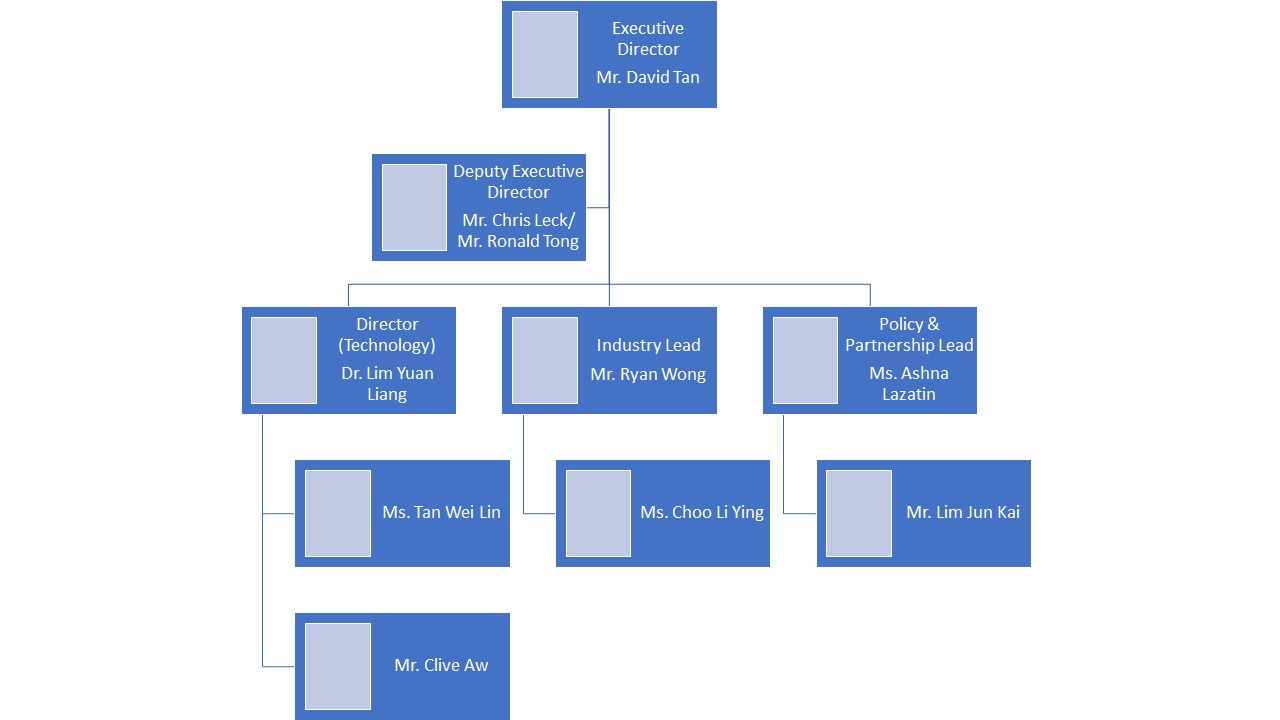 Executive
Director
Mr. David Tan
Deputy Executive
Director
Mr. Chris Leck/
Mr. Ronald Tong
Director
(Technology)
Dr. Lim Yuan
Liang
Industry Lead
Mr. Ryan Wong
Policy &
Partnership Lead
Ms. Ashna
Lazatin
Ms. Tan Wei Lin
Ms. Choo Li Ying
Mr. Lim Jun Kai
Mr. Clive Aw